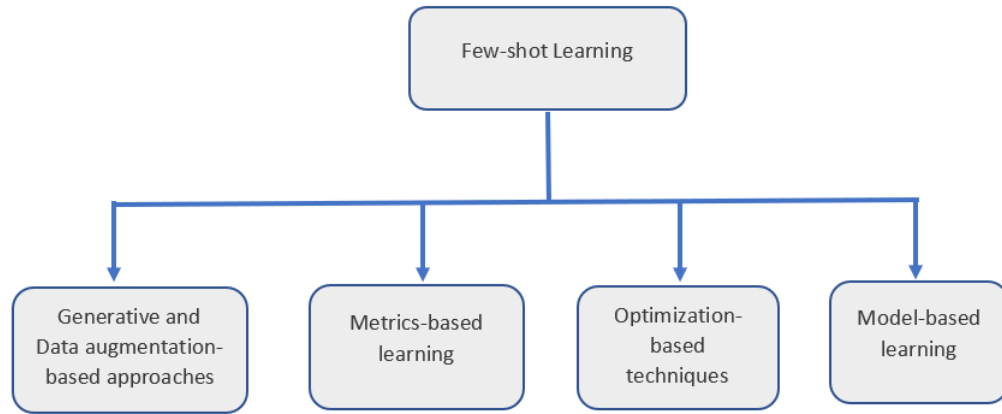 Few-shot Learning
Generative and
Data augmentation-
based approaches
Metrics-based
learning
Optimization-
based
techniques
Model-based
learning